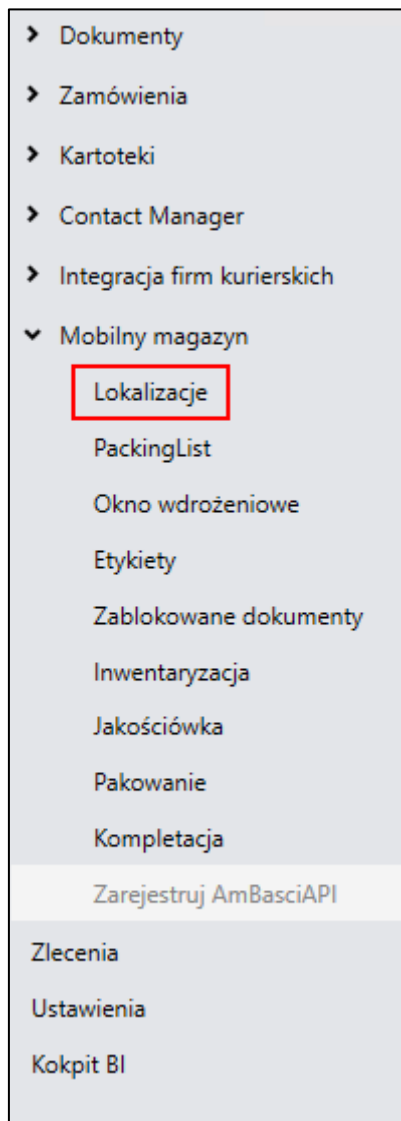 Dokumenty
Zamówienia
Kartoteki
Contact Manager
Integracja firm kurierskich
Mobilny magazyn
Lokalizacje
PackingList
Okno wdrożeniowe
Etykiety
Zablokowane dokumenty
Inwentaryzacja
Jakościówka
Pakowanie
Kompletacja
Zarejestruj AmBasciAPI
Zlecenia
Ustawienia
Kokpit BI